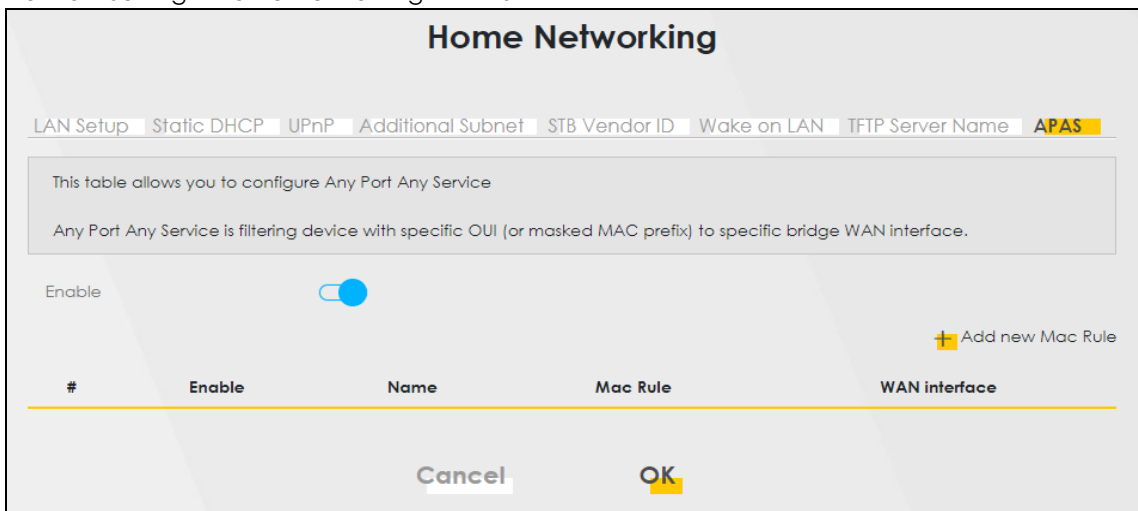 Home Networking
LAN Setup Static DHCP UPnP Additional Subnet STB Vendor ID Wake on LAN TFTP Server Name APAS
This table allows you to configure Any Port Any Service
Any Port Any Service is filtering device with specific OUI (or masked MAC prefix) to specific bridge WAN interface.
Enable
+ Add new Mac Rule
# Enable Name Mac Rule WAN interface
Cancel OK